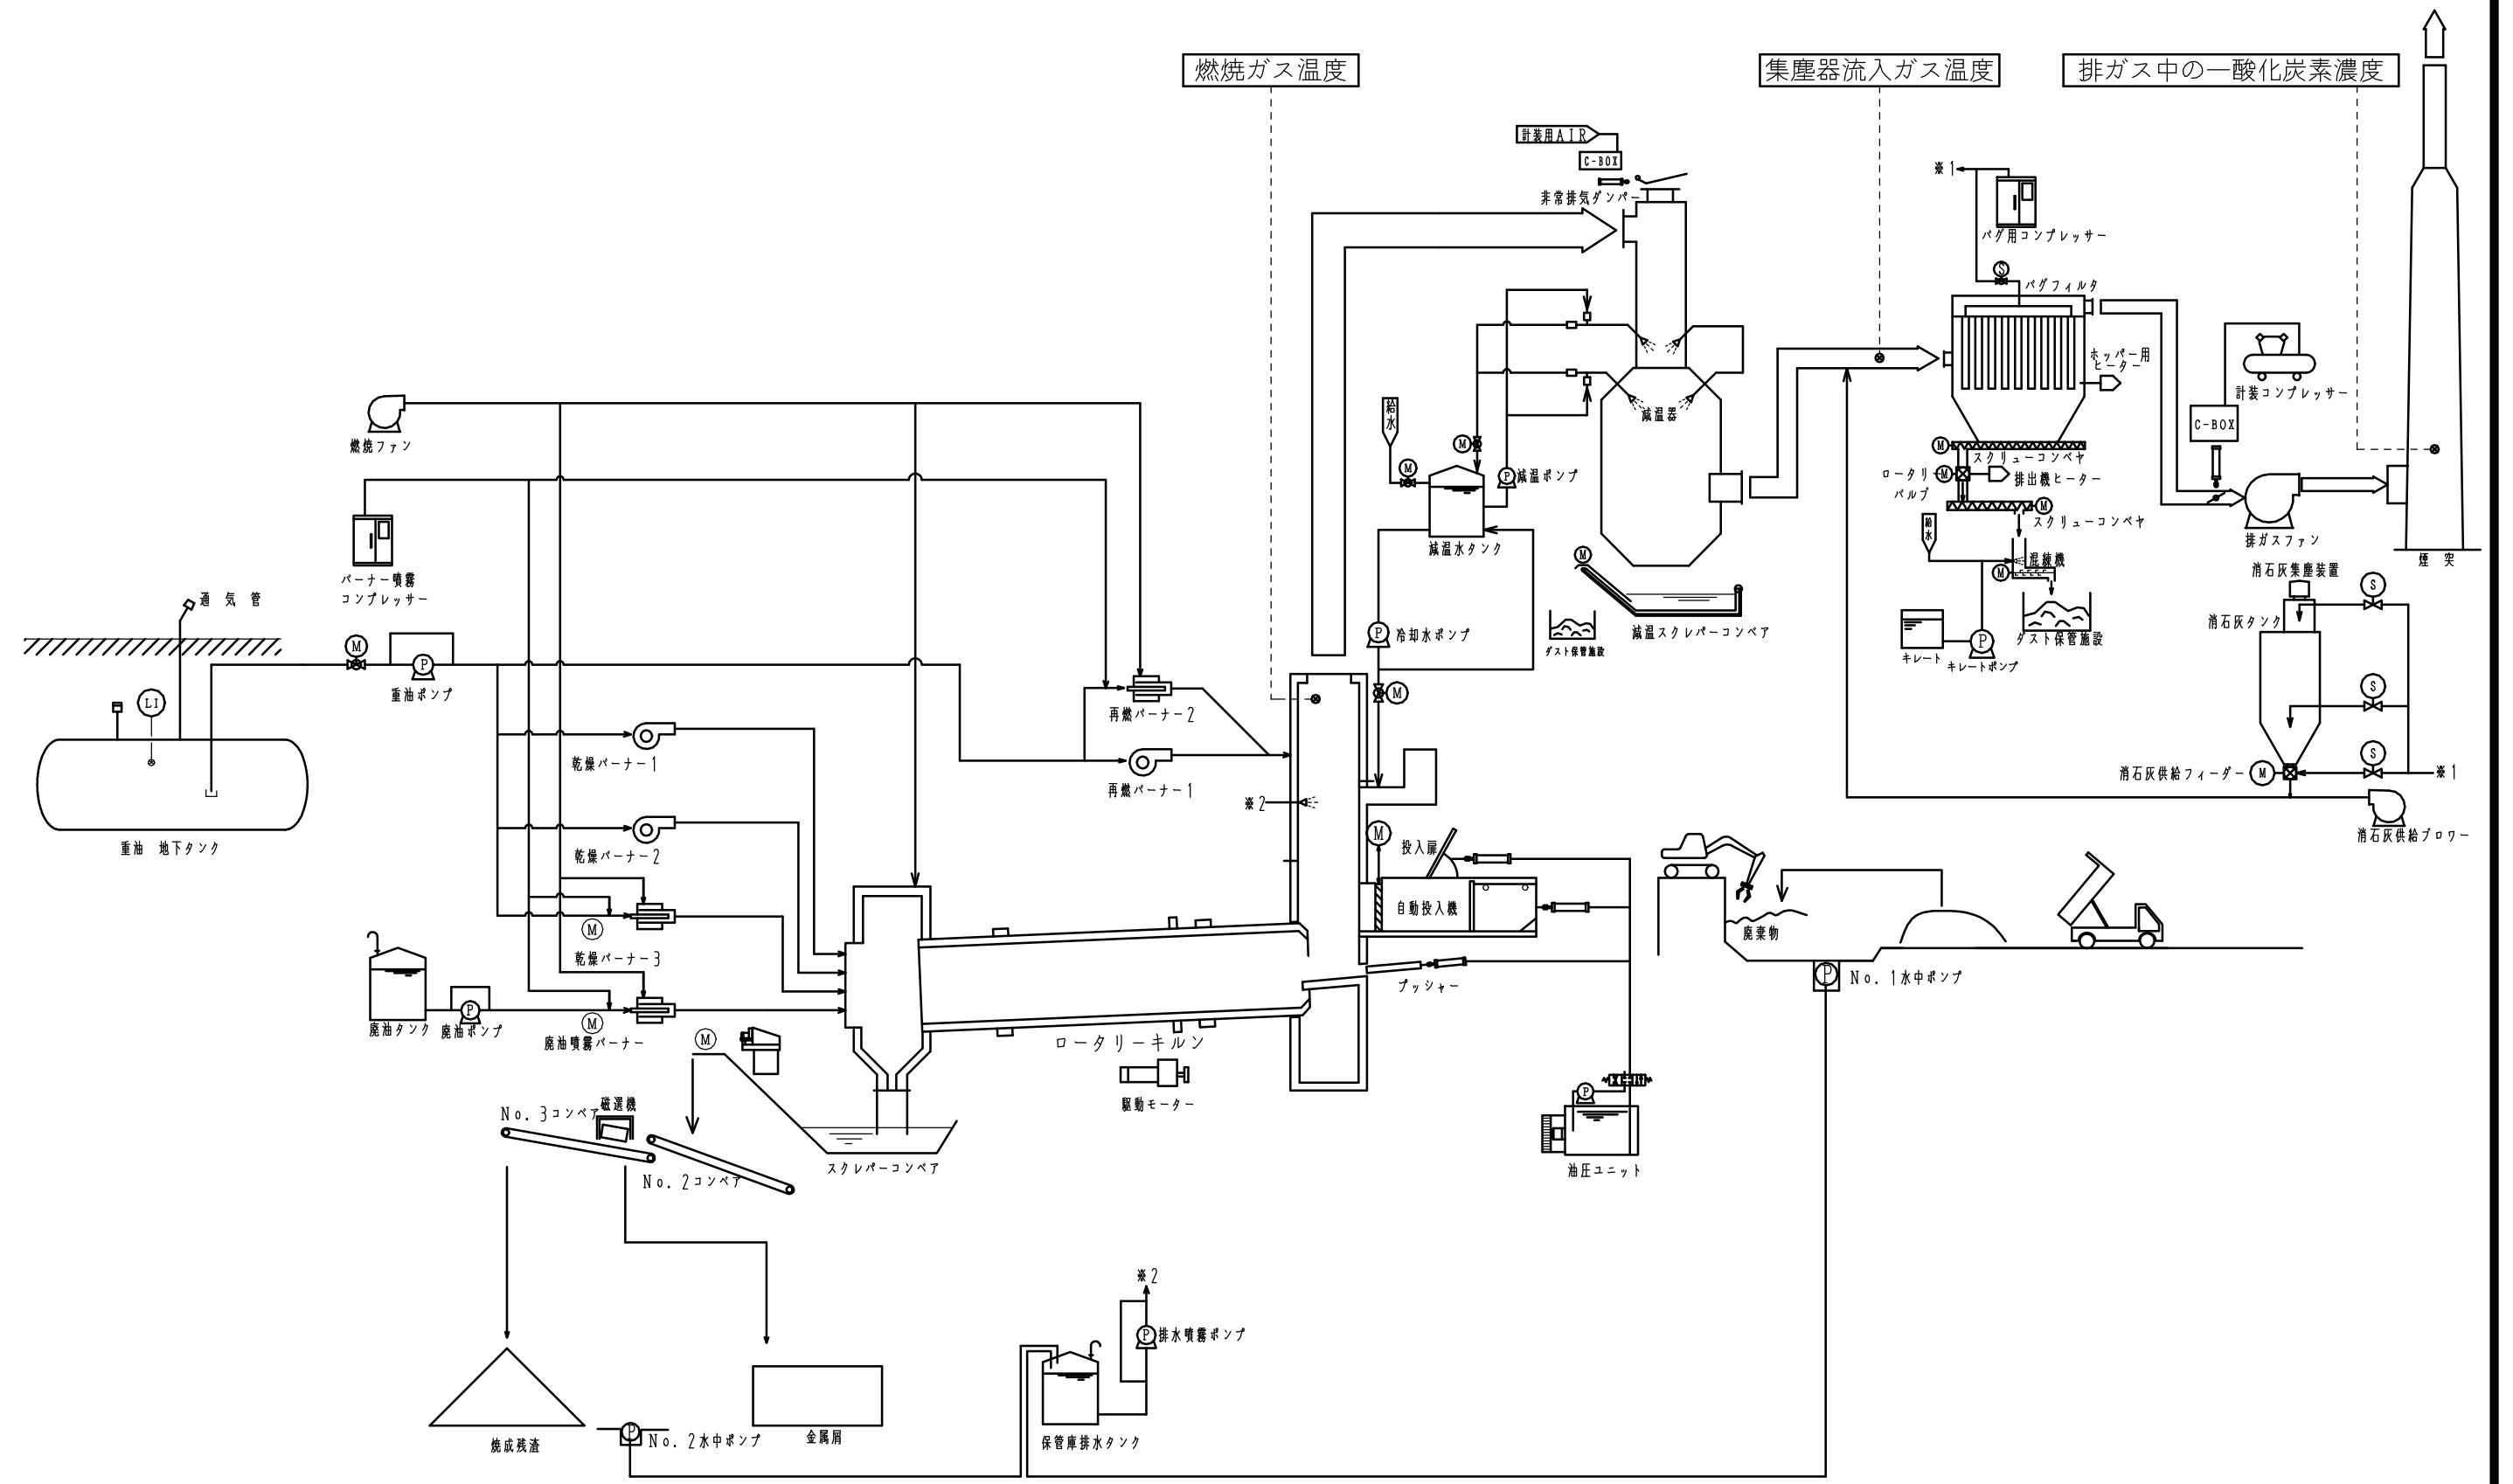 燃焼ガス温度
集塵器流入ガス温度
排ガス中の一酸化炭素濃度
計装用AIR
C-BOX
非常排気ダンパー
※1
バグ用コンプレッサー
S
バグフィルタ
ホッパー用
ヒーター
計装コンプレッサー
C-BOX
燃焼ファン
給水
減温器
M
M
P
減温ポンプ
M
スクリューコンベヤ
ロータリ
バルブ
M
排出機ヒーター
M
スクリューコンベヤ
給水
混練機
M
排ガスファン
煙 突
減温水タンク
バーナー噴霧
コンプレッサー
通 気 管
M
減温スクレパーコンベア
ダスト保管施設
P
冷却水ポンプ
キレート
P
キレートポンプ
ダスト保管施設
消石灰集塵装置
S
消石灰タンク
M
P
重油ポンプ
LI
再燃バーナー2
M
S
乾燥バーナー1
再燃バーナー1
S
消石灰供給フィーダー
M
※1
※2
消石灰供給ブロワー
重油 地下タンク
乾燥バーナー2
M
投入扉
自動投入機
廃棄物
M
乾燥バーナー3
プッシャー
P
No.1水中ポンプ
廃油タンク
P
廃油ポンプ
M
廃油噴霧バーナー
M
ロータリーキルン
駆動モーター
P
油圧ユニット
No.3コンベア
磁選機
No.2コンベア
スクレパーコンベア
※2
P
排水噴霧ポンプ
焼成残渣
P
No.2水中ポンプ
金属屑
保管庫排水タンク